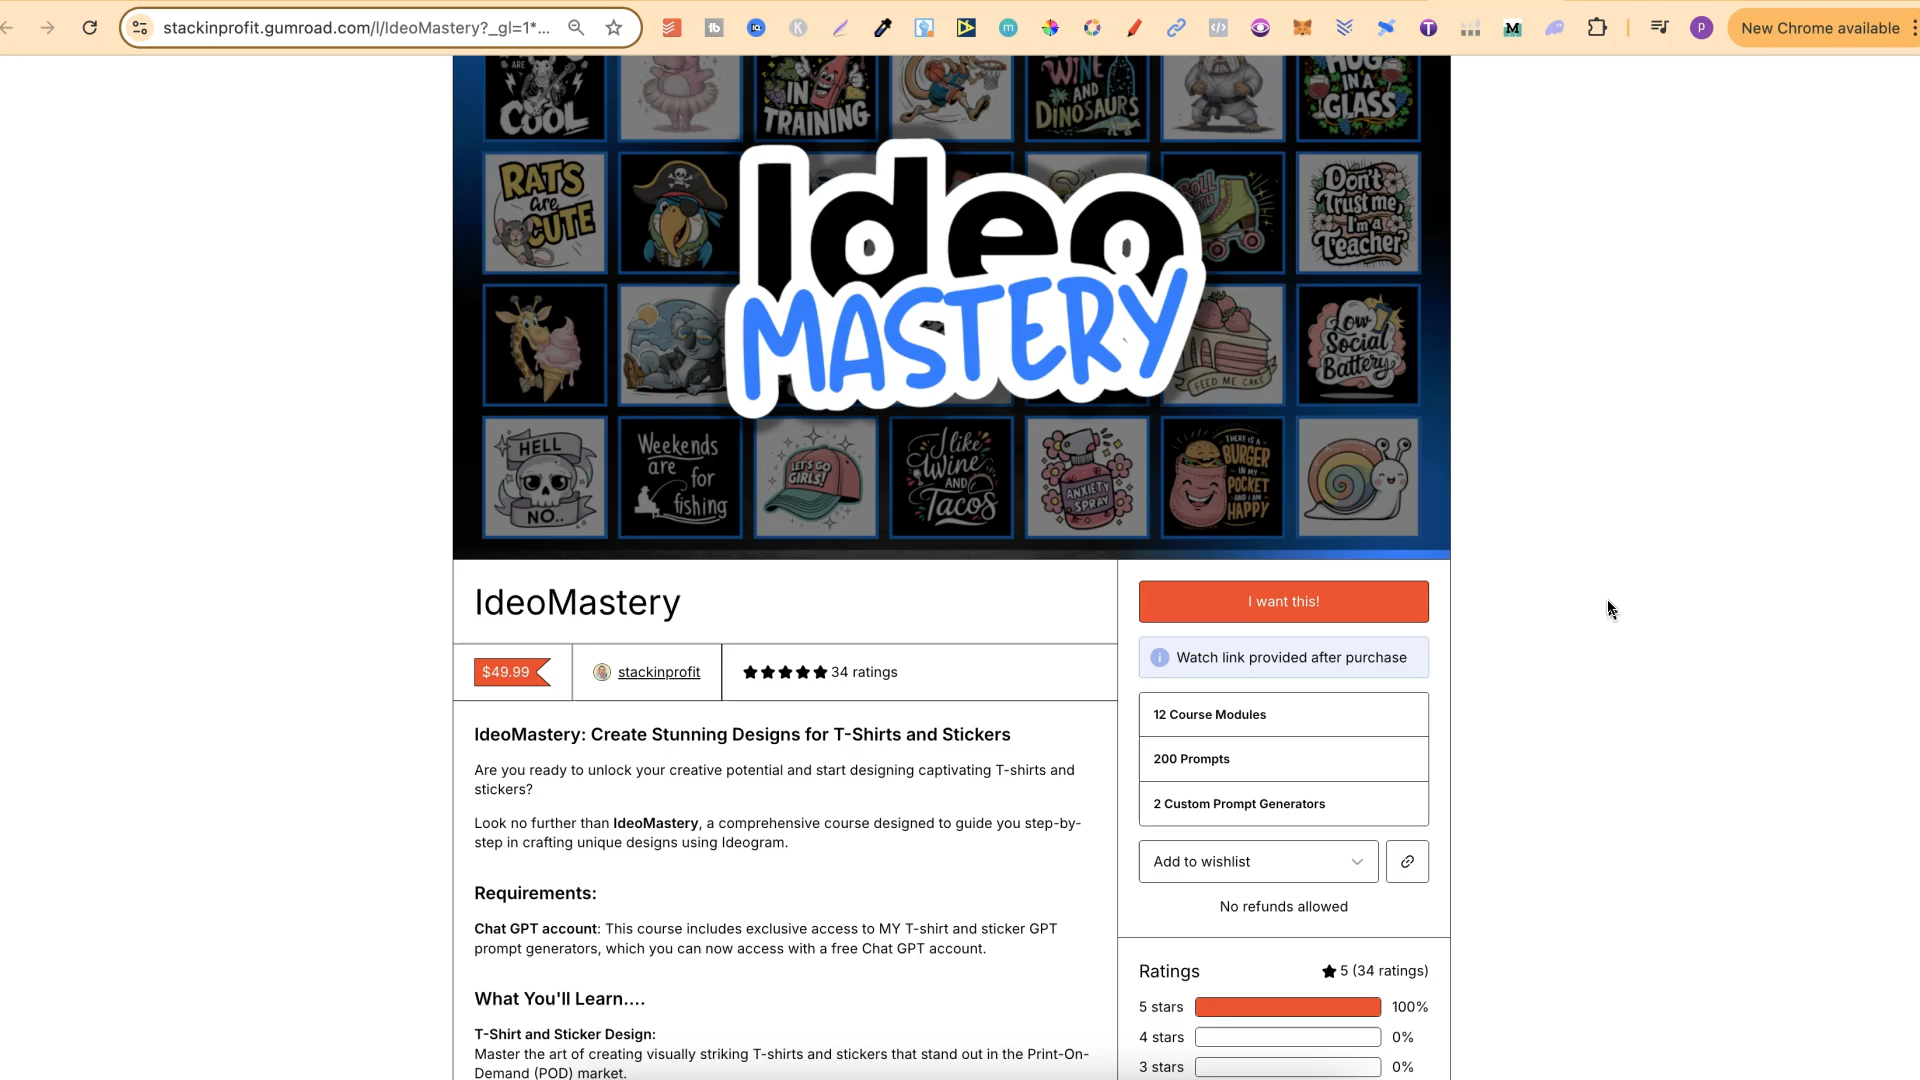 stackinprofit.gumroad.com/l/IdeoMastery?_gl=1*...
New Chrome available
ARE
COOL
IN
TRAINING
WINE
AND
DINOSAURS
HUG
IN A
GLASS
RATS
are
CUTE
Ideo
MASTERY
ROLL
WITH
Don't
Trust me,
I'm a
Teacher
FEED ME CAKE
Low
Social
Battery
HELL
NO..
Weekends
are
for
fishing
LET'S GO
GIRLS!
I like
Wine
AND
Tacos
ANXIETY
SPRAY
THERE IS A
BURGER
IN MY
POCKET
AND I AM
HAPPY
IdeoMastery
$49.99
stackinprofit
34 ratings
IdeoMastery: Create Stunning Designs for T-Shirts and Stickers
Are you ready to unlock your creative potential and start designing captivating T-shirts and
stickers?
Look no further than IdeoMastery, a comprehensive course designed to guide you step-by-
step in crafting unique designs using Ideogram.
Requirements:
Chat GPT account: This course includes exclusive access to MY T-shirt and sticker GPT
prompt generators, which you can now access with a free Chat GPT account.
What You'll Learn....
T-Shirt and Sticker Design:
Master the art of creating visually striking T-shirts and stickers that stand out in the Print-On-
Demand (POD) market.
I want this!
Watch link provided after purchase
12 Course Modules
200 Prompts
2 Custom Prompt Generators
Add to wishlist
No refunds allowed
Ratings
5 (34 ratings)
5 stars 100%
4 stars 0%
3 stars 0%